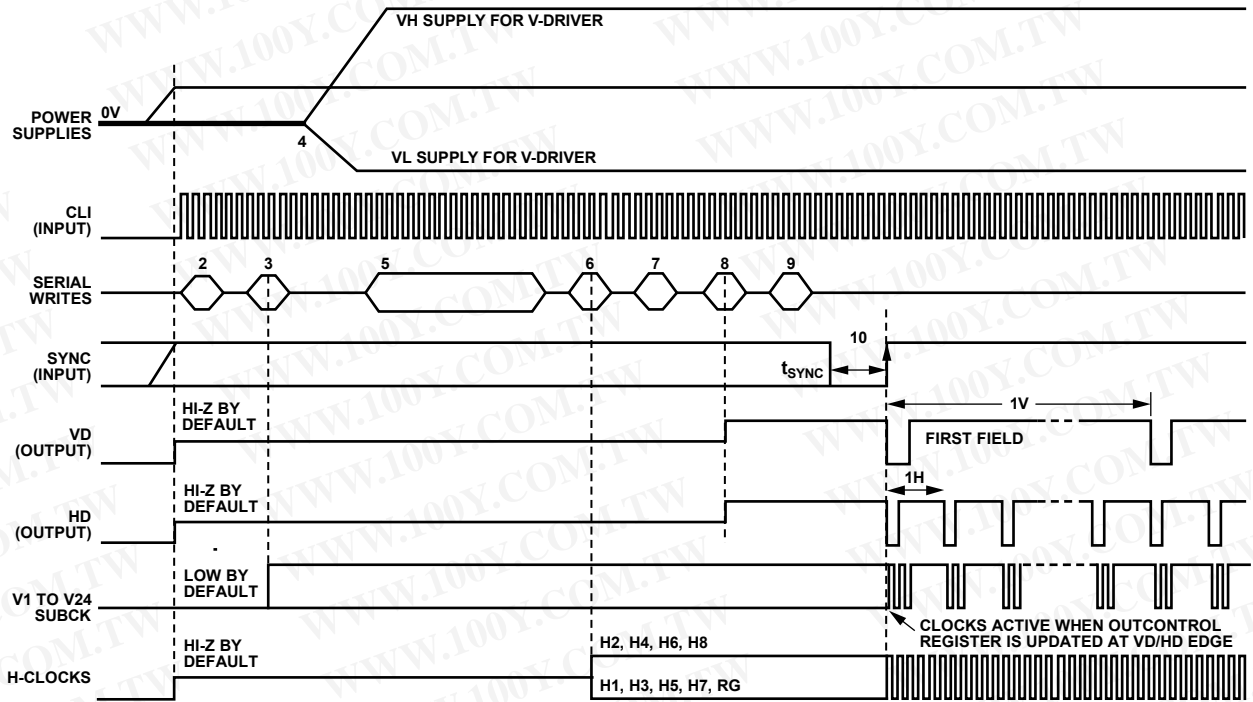 VH SUPPLY FOR V-DRIVER
0V
POWER
SUPPLIES
4
VL SUPPLY FOR V-DRIVER
CLI
(INPUT)
SERIAL
WRITES
2 3 5 6 7 8 9
SYNC
(INPUT)
10
tSYNC
HI-Z BY
DEFAULT
VD
(OUTPUT)
1V
FIRST FIELD
HI-Z BY
DEFAULT
HD
(OUTPUT)
1H
LOW BY
DEFAULT
V1 TO V24
SUBCK
CLOCKS ACTIVE WHEN OUTCONTROL
REGISTER IS UPDATED AT VD/HD EDGE
HI-Z BY
DEFAULT
H-CLOCKS
H2, H4, H6, H8
H1, H3, H5, H7, RG
WWW.100Y.COM.TW